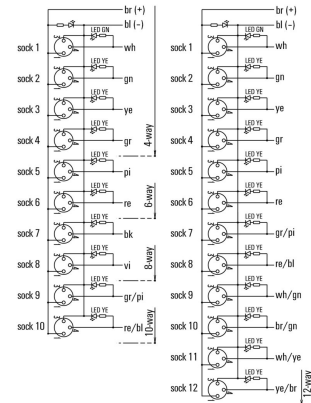 br (+)
bl (−)
LED GN
sock 1 wh
LED YE
sock 2 gn
LED YE
sock 3 ye
LED YE
sock 4 gr
4-way
LED YE
sock 5 pi
LED YE
sock 6 re
6-way
LED YE
sock 7 bk
LED YE
sock 8 vi
8-way
LED YE
sock 9 gr/pi
LED YE
sock 10 re/bl
10-way
br (+)
bl (−)
LED GN
sock 1 wh
LED YE
sock 2 gn
LED YE
sock 3 ye
LED YE
sock 4 gr
LED YE
sock 5 pi
LED YE
sock 6 re
LED YE
sock 7 gr/pi
LED YE
sock 8 re/bl
LED YE
sock 9 wh/gn
LED YE
sock 10 br/gn
LED YE
sock 11 wh/ye
LED YE
sock 12 ye/br
12-way